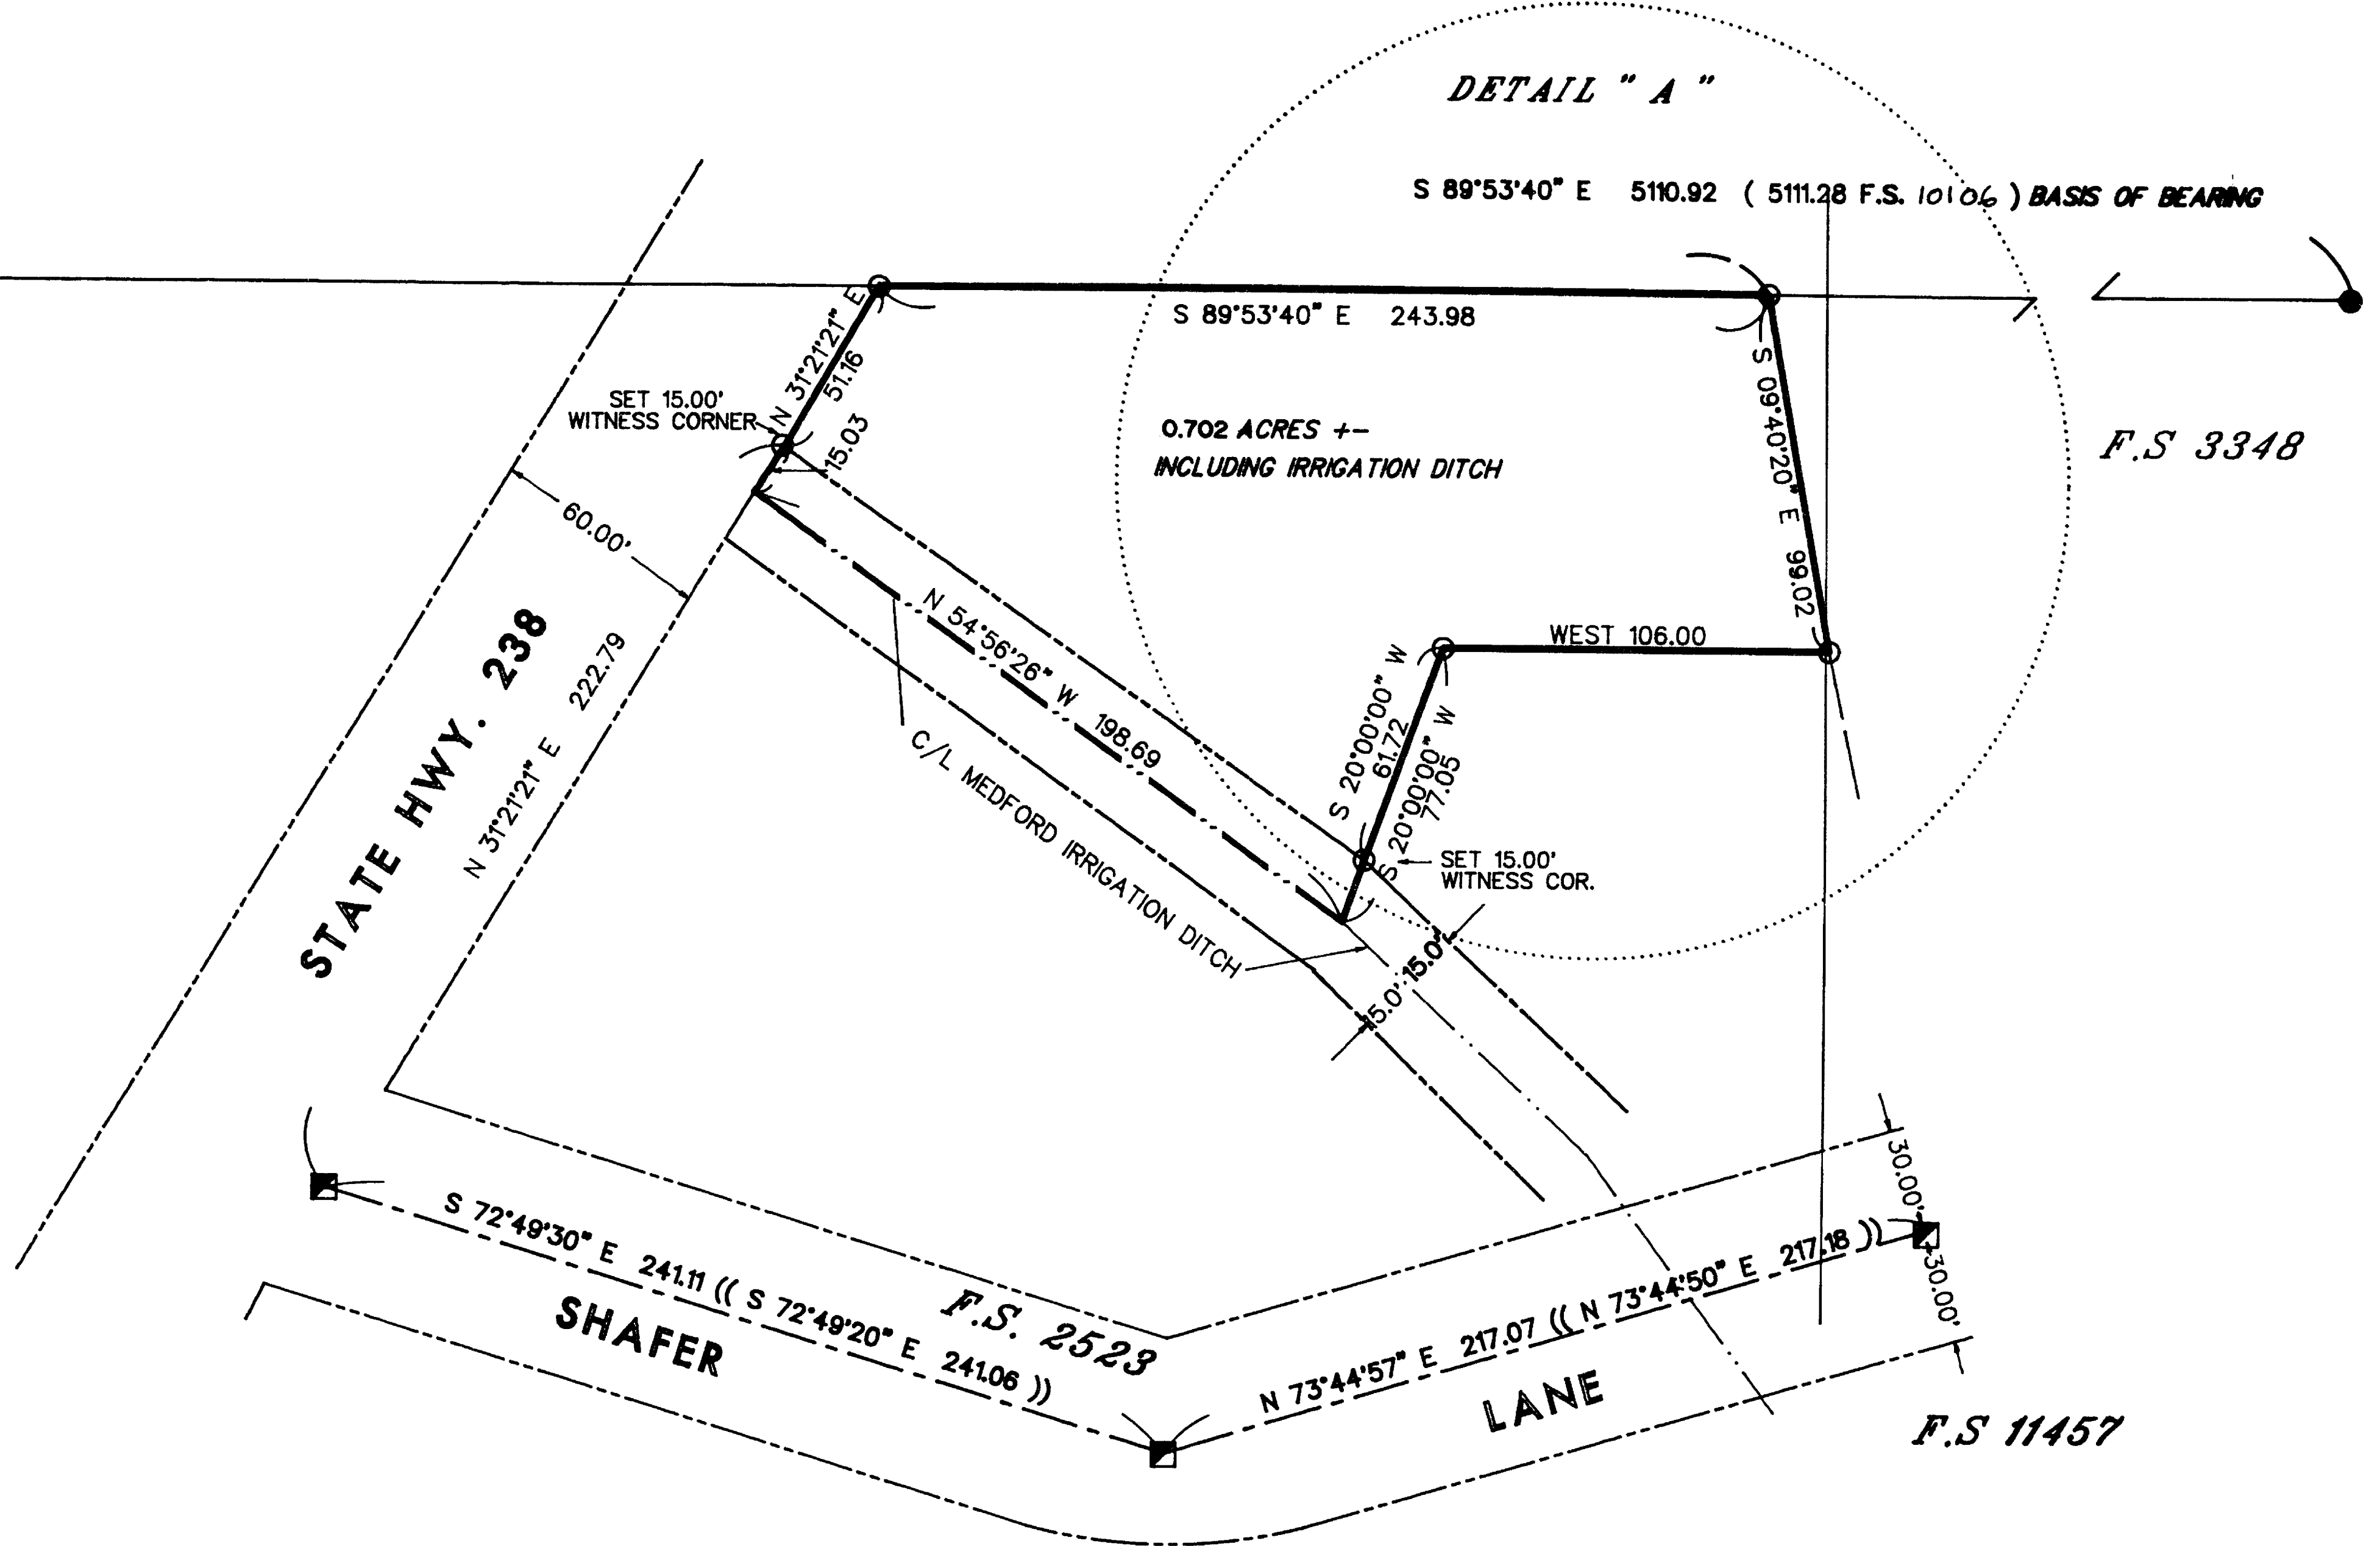 DETAIL " A "
S 89°53'40" E 5110.92 ( 5111.28 F.S. 10106 ) BASIS OF BEARING
S 89°53'40" E 243.98
N 31°21'21" E
51.16
15.03
SET 15.00'
WITNESS CORNER
0.702 ACRES +-
INCLUDING IRRIGATION DITCH
S 09°40'20" E 99.02
F.S 3348
60.00'
WEST 106.00
N 54°56'26" W 198.69
S 20°00'00" W
61.72
S 20°00'00" W
77.05
STATE HWY. 238
N 31°21'21" E 222.79
C/L MEDFORD IRRIGATION DITCH
SET 15.00'
WITNESS COR.
15.0'
15.0'
30.00'
30.00'
S 72°49'30" E 241.11 (( S 72°49'20" E 241.06 ))
SHAFER
F.S. 2523
N 73°44'57" E 217.07 (( N 73°44'50" E 217.18 ))
LANE
F.S 11457